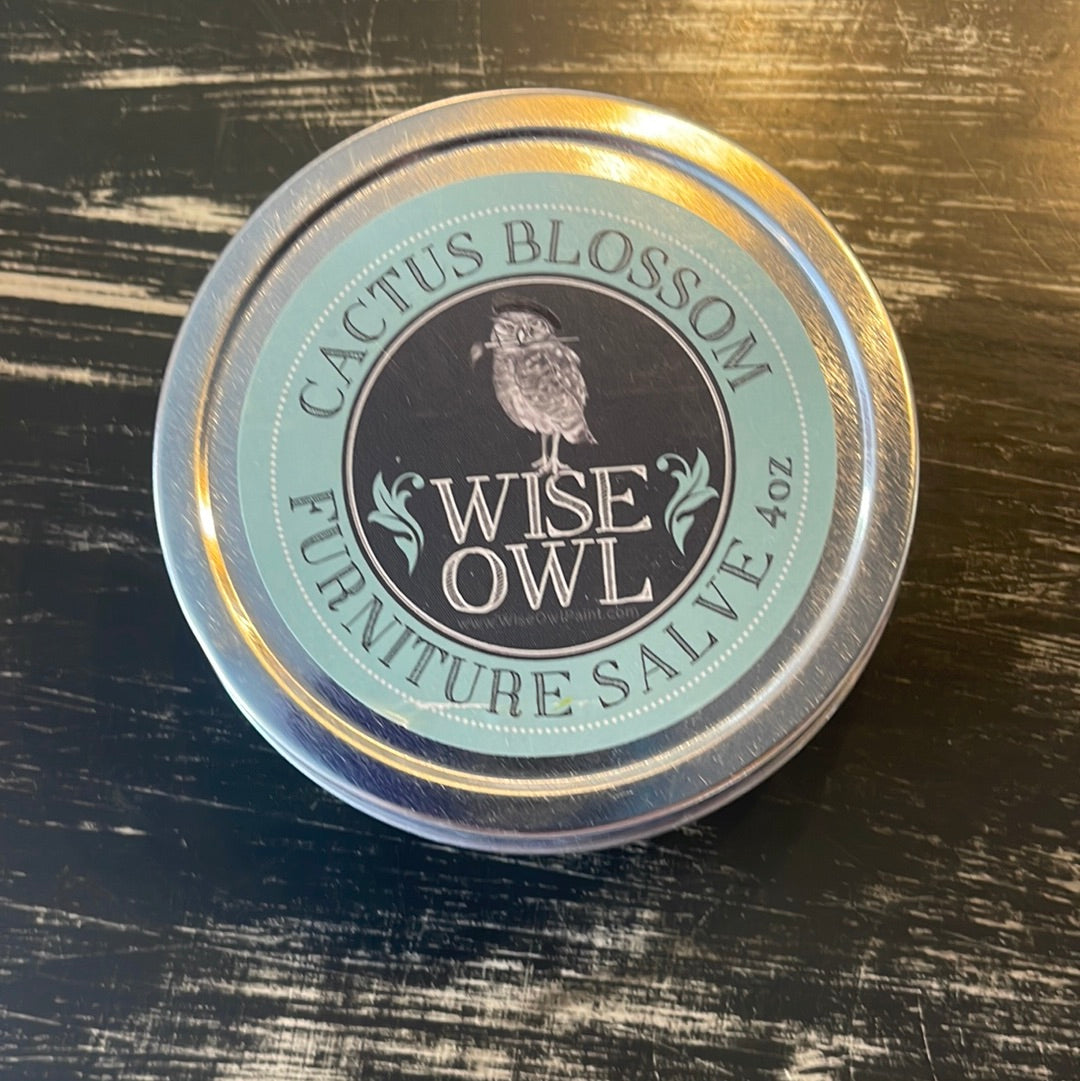 CACTUS BLOSSOM
WISE
OWL
www.WiseOwlPaint.com
FURNITURE SALVE 4oz